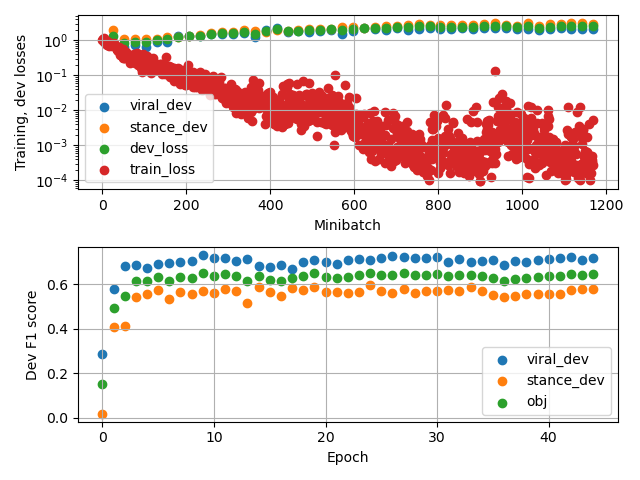 Training, dev losses
10⁰
10⁻¹
10⁻²
10⁻³
10⁻⁴
viral_dev
stance_dev
dev_loss
train_loss
0 200 400 600 800 1000 1200
Minibatch
Dev F1 score
0.6
0.4
0.2
0.0
viral_dev
stance_dev
obj
0 10 20 30 40
Epoch